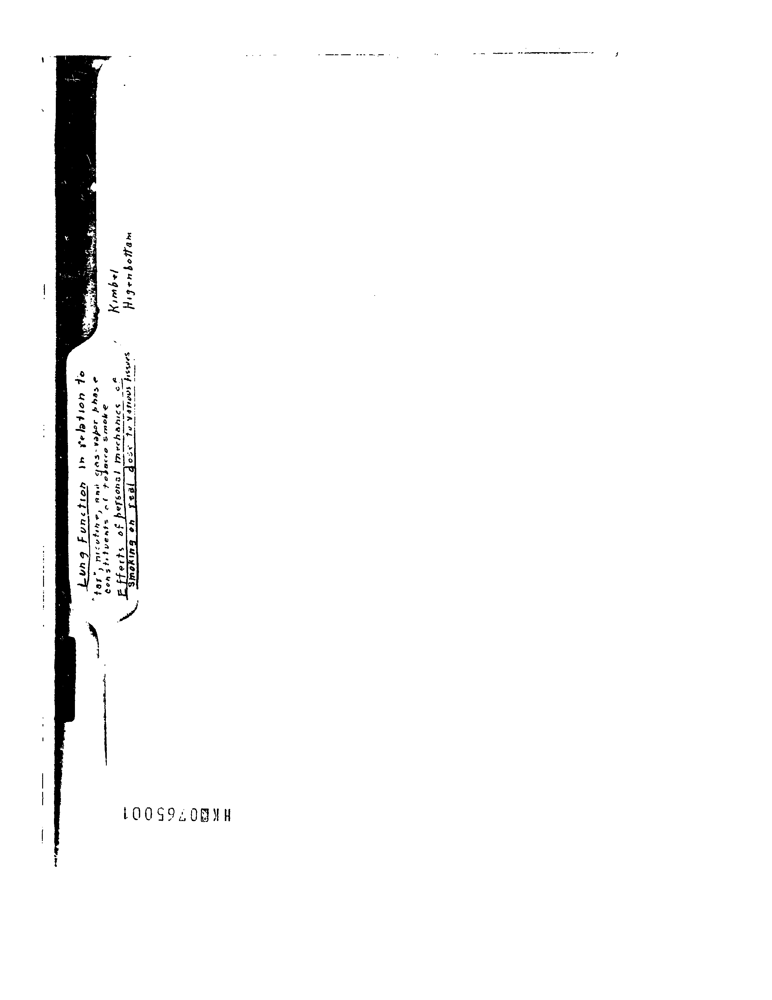 Lung Function in relation to
"tar", nicotine, and gas-vapor phase
constituents of tobacco smoke
Effects of personal mechanics of
smoking on real dose to various tissues
Kimbel
Higenbottam
HK0765001